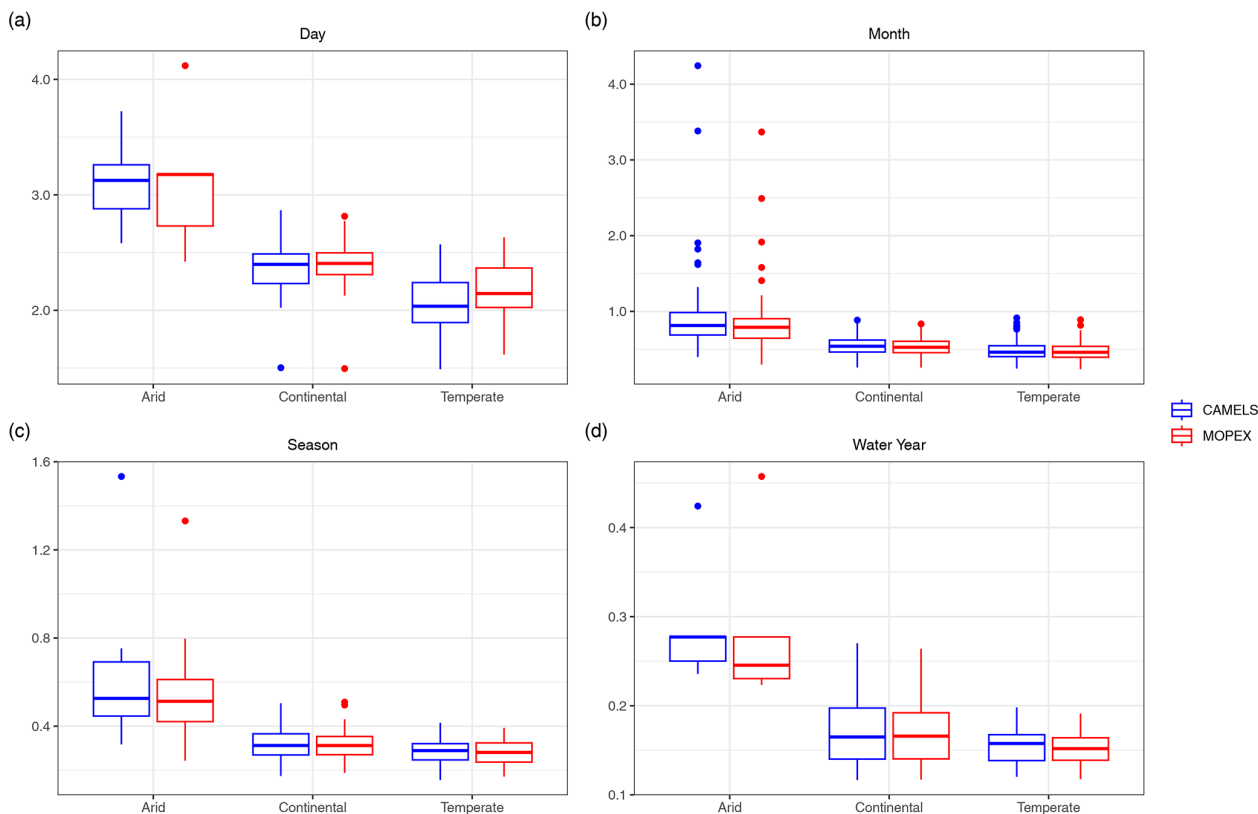 (a)
Day
4.0
3.0
2.0
Arid
Continental
Temperate
(b)
Month
4.0
3.0
2.0
1.0
Arid
Continental
Temperate
(c)
Season
1.6
1.2
0.8
0.4
Arid
Continental
Temperate
(d)
Water Year
0.4
0.3
0.2
0.1
Arid
Continental
Temperate
CAMELS
MOPEX